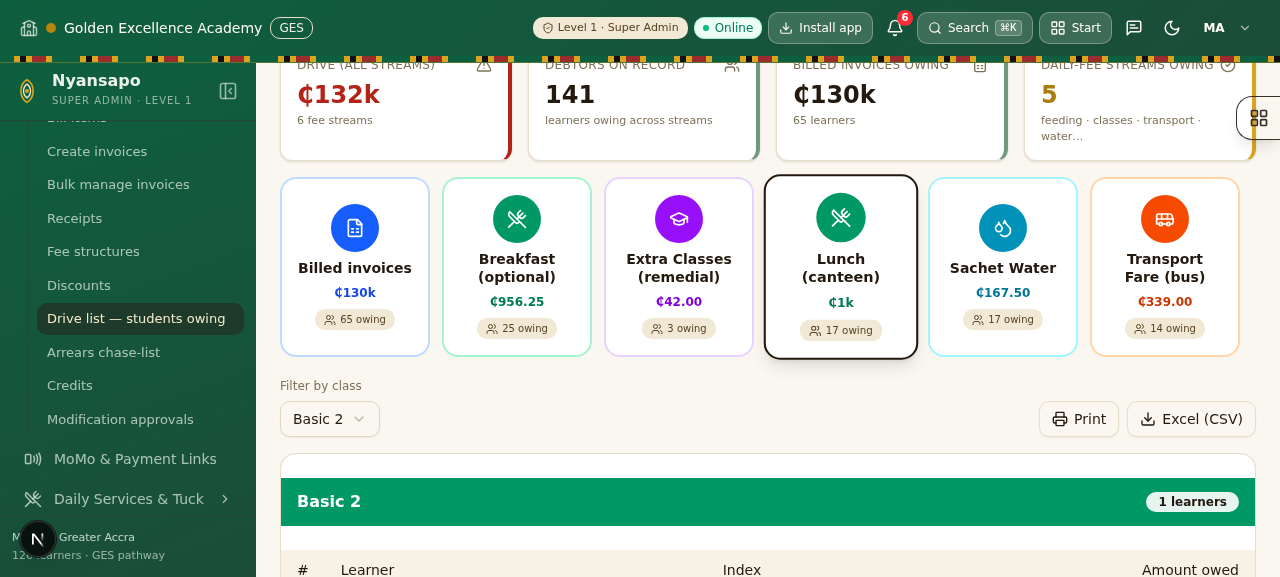 Golden Excellence Academy GES
Level 1 · Super Admin
Online
Install app
6
Search ⌘K
Start
MA
Nyansapo
SUPER ADMIN · LEVEL 1
Bill items
Create invoices
Bulk manage invoices
Receipts
Fee structures
Discounts
Drive list — students owing
Arrears chase-list
Credits
Modification approvals
MoMo & Payment Links
Daily Services & Tuck
Greater Accra
GES pathway
N
DRIVE (ALL STREAMS)
₵132k
6 fee streams
DEBTORS ON RECORD
141
learners owing across streams
BILLED INVOICES OWING
₵130k
65 learners
DAILY-FEE STREAMS OWING
5
feeding · classes · transport ·
water…
Billed invoices
₵130k
65 owing
Breakfast
(optional)
₵956.25
25 owing
Extra Classes
(remedial)
₵42.00
3 owing
Lunch
(canteen)
₵1k
17 owing
Sachet Water
₵167.50
17 owing
Transport
Fare (bus)
₵339.00
14 owing
Filter by class
Basic 2
Print
Excel (CSV)
Basic 2
1 learners
# Learner Index Amount owed